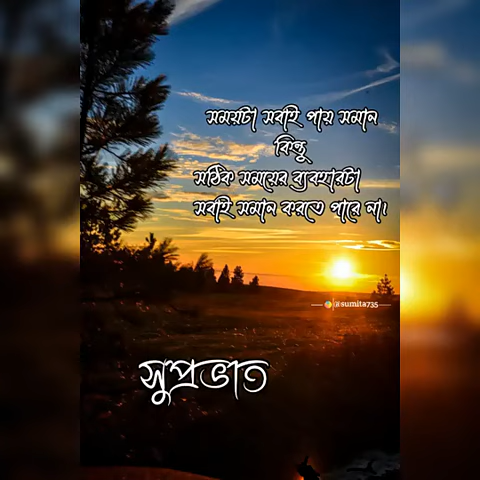 সময়টা সবাই পায় সমান
কিন্তু
সঠিক সময়ের ব্যবহারটা
সবাই সমান করতে পারে না।
@sumita735
সুপ্রভাত